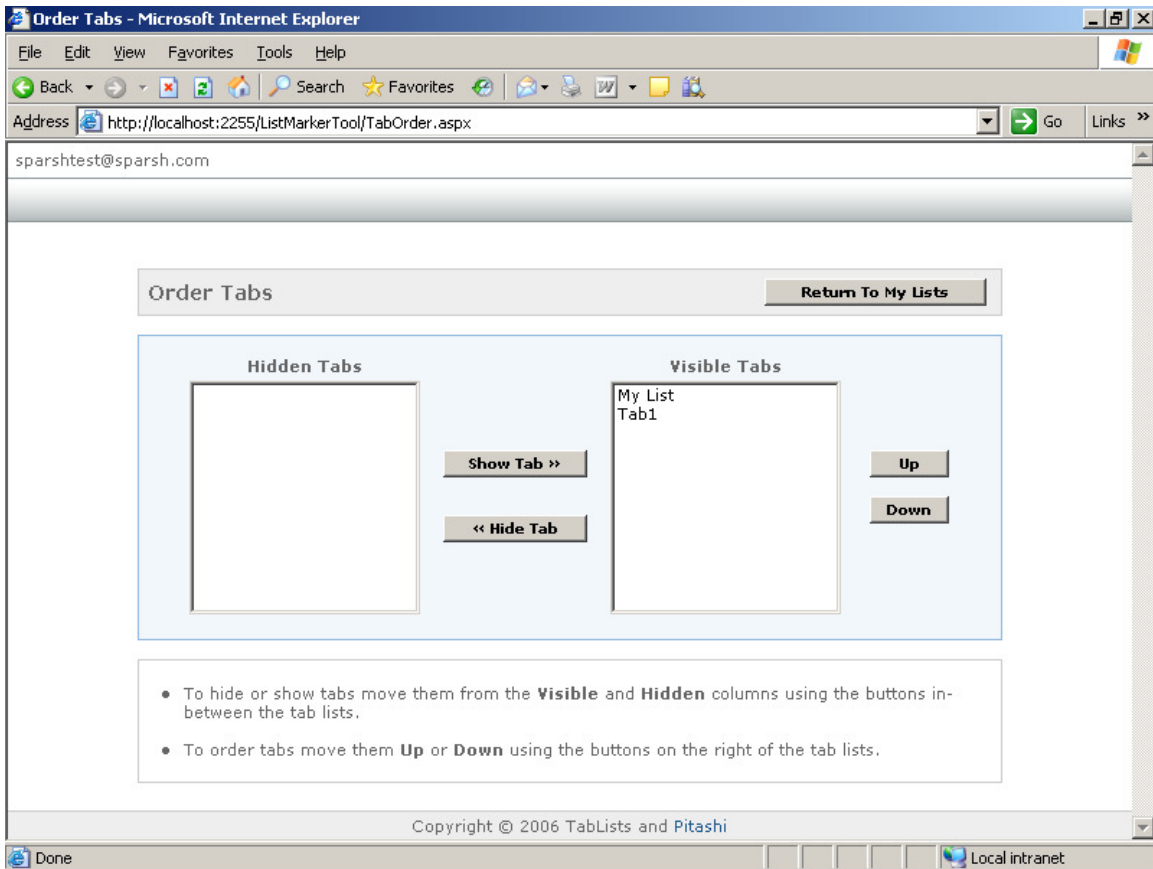 Order Tabs - Microsoft Internet Explorer
File Edit View Favorites Tools Help
Back Search Favorites
Address http://localhost:2255/ListMarkerTool/TabOrder.aspx Go Links »
sparshtest@sparsh.com
Order Tabs Return To My Lists
Hidden Tabs Visible Tabs
My List
Tab1
Show Tab » Up
« Hide Tab Down
• To hide or show tabs move them from the Visible and Hidden columns using the buttons in-
between the tab lists.
• To order tabs move them Up or Down using the buttons on the right of the tab lists.
Copyright © 2006 TabLists and Pitashi
Done Local intranet